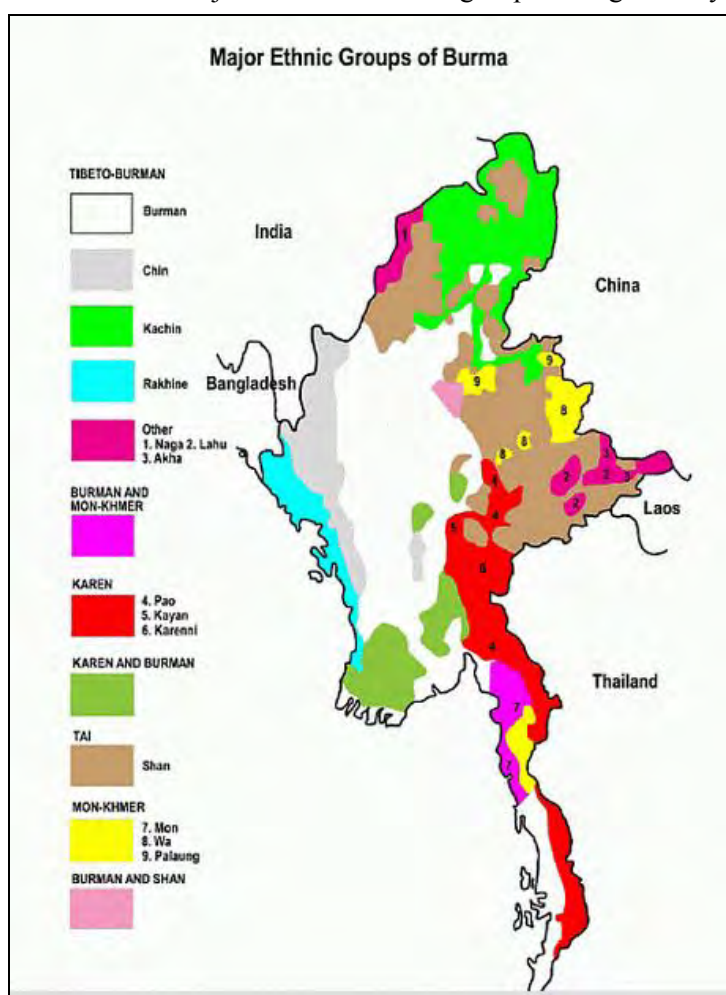 Major Ethnic Groups of Burma
TIBETO-BURMAN
Burman
Chin
Kachin
Rakhine
Other
1. Naga 2. Lahu
3. Akha
BURMAN AND
MON-KHMER
KAREN
4. Pao
5. Kayan
6. Karenni
KAREN AND BURMAN
TAI
Shan
MON-KHMER
7. Mon
8. Wa
9. Palaung
BURMAN AND SHAN
India
China
Bangladesh
Laos
Thailand
1
9
9
8
8
8
3
2
2
3
2
4
4
5
6
4
7
7